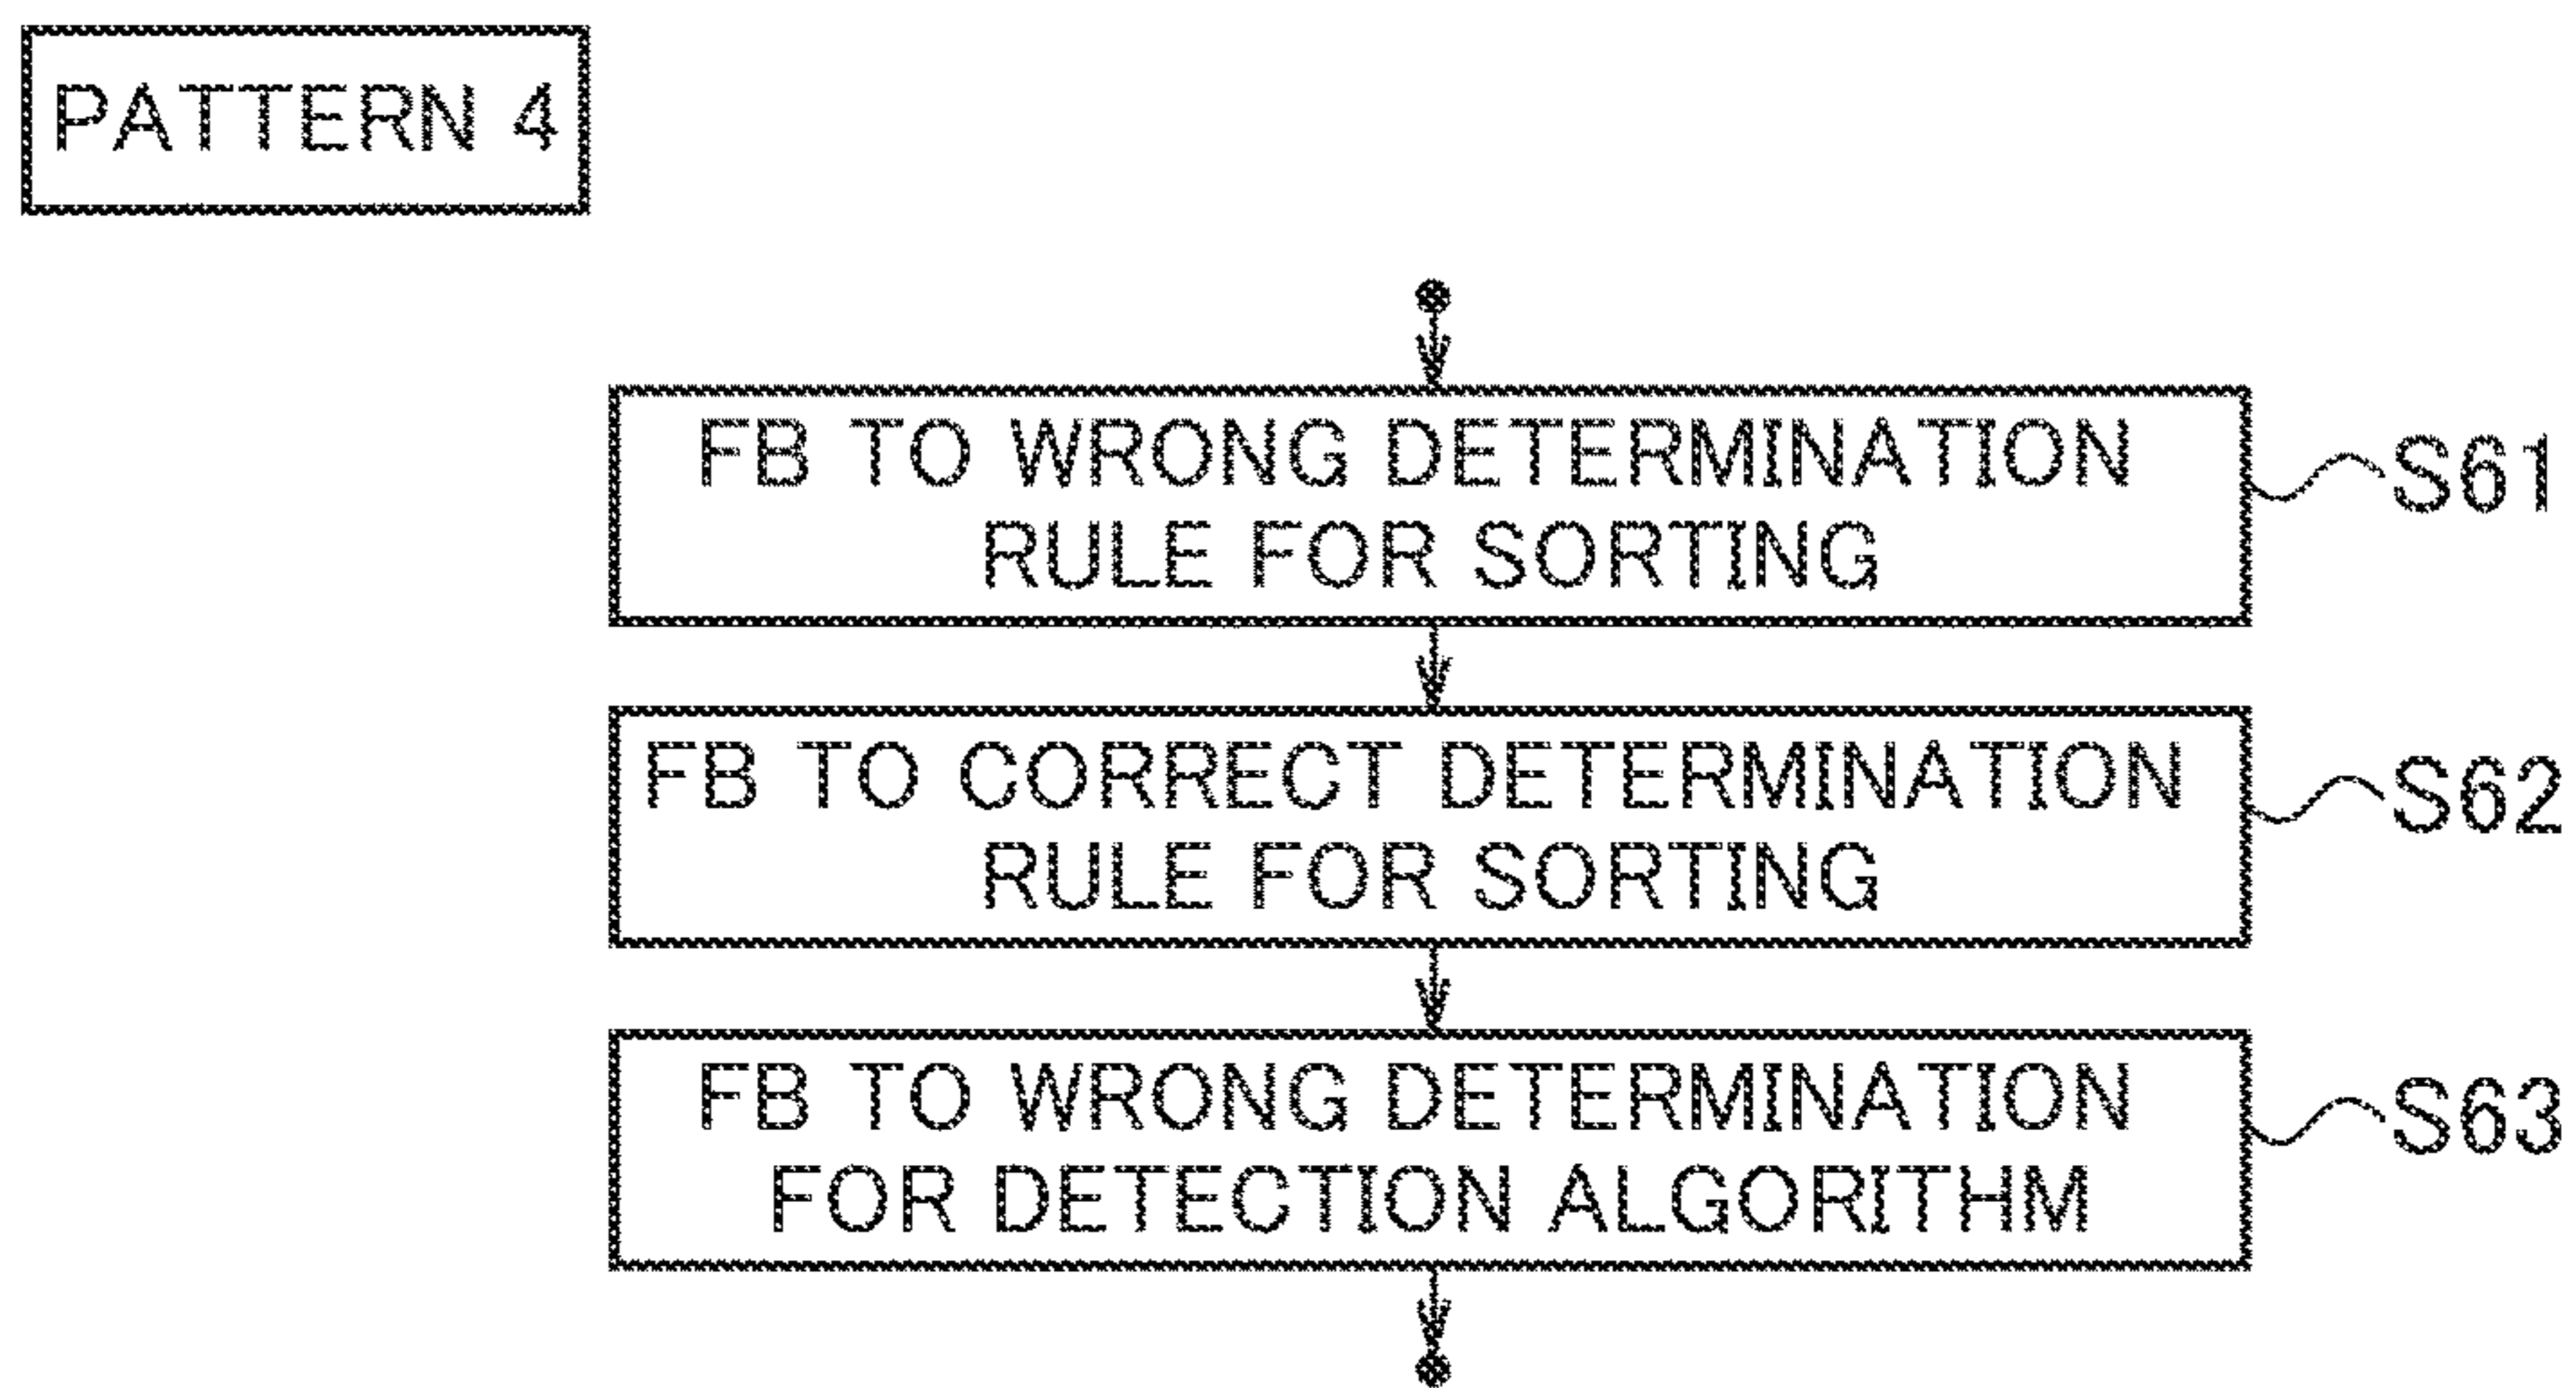 PATTERN 4
FB TO WRONG DETERMINATION
RULE FOR SORTING
S61
FB TO CORRECT DETERMINATION
RULE FOR SORTING
S62
FB TO WRONG DETERMINATION
FOR DETECTION ALGORITHM
S63